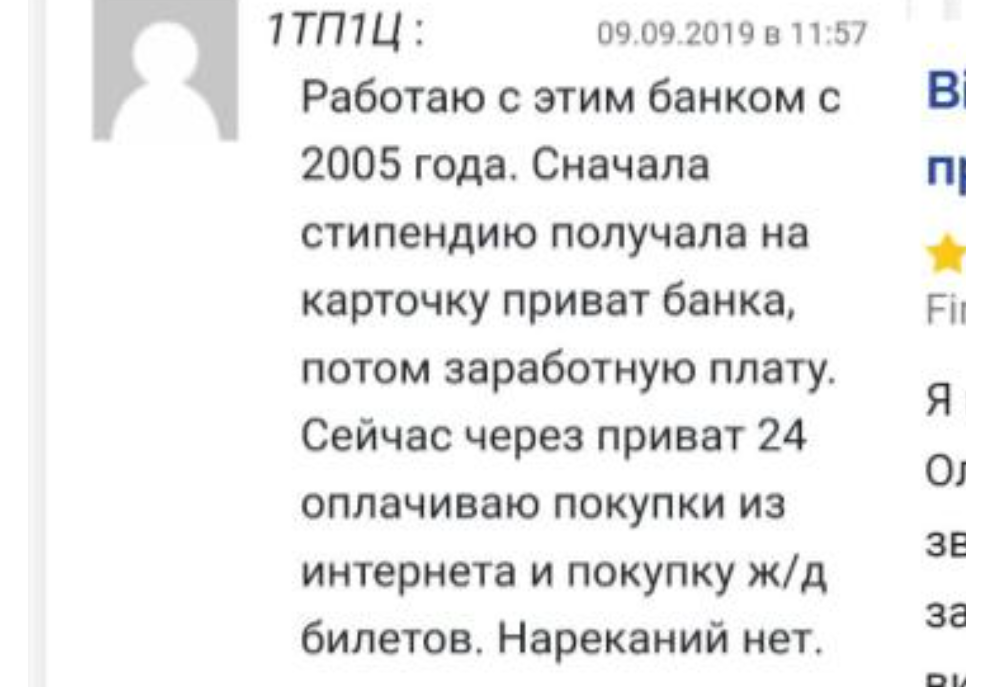 1ТП1Ц :
09.09.2019 в 11:57
Работаю с этим банком с
2005 года. Сначала
стипендию получала на
карточку приват банка,
потом заработную плату.
Сейчас через приват 24
оплачиваю покупки из
интернета и покупку ж/д
билетов. Нареканий нет.
Я